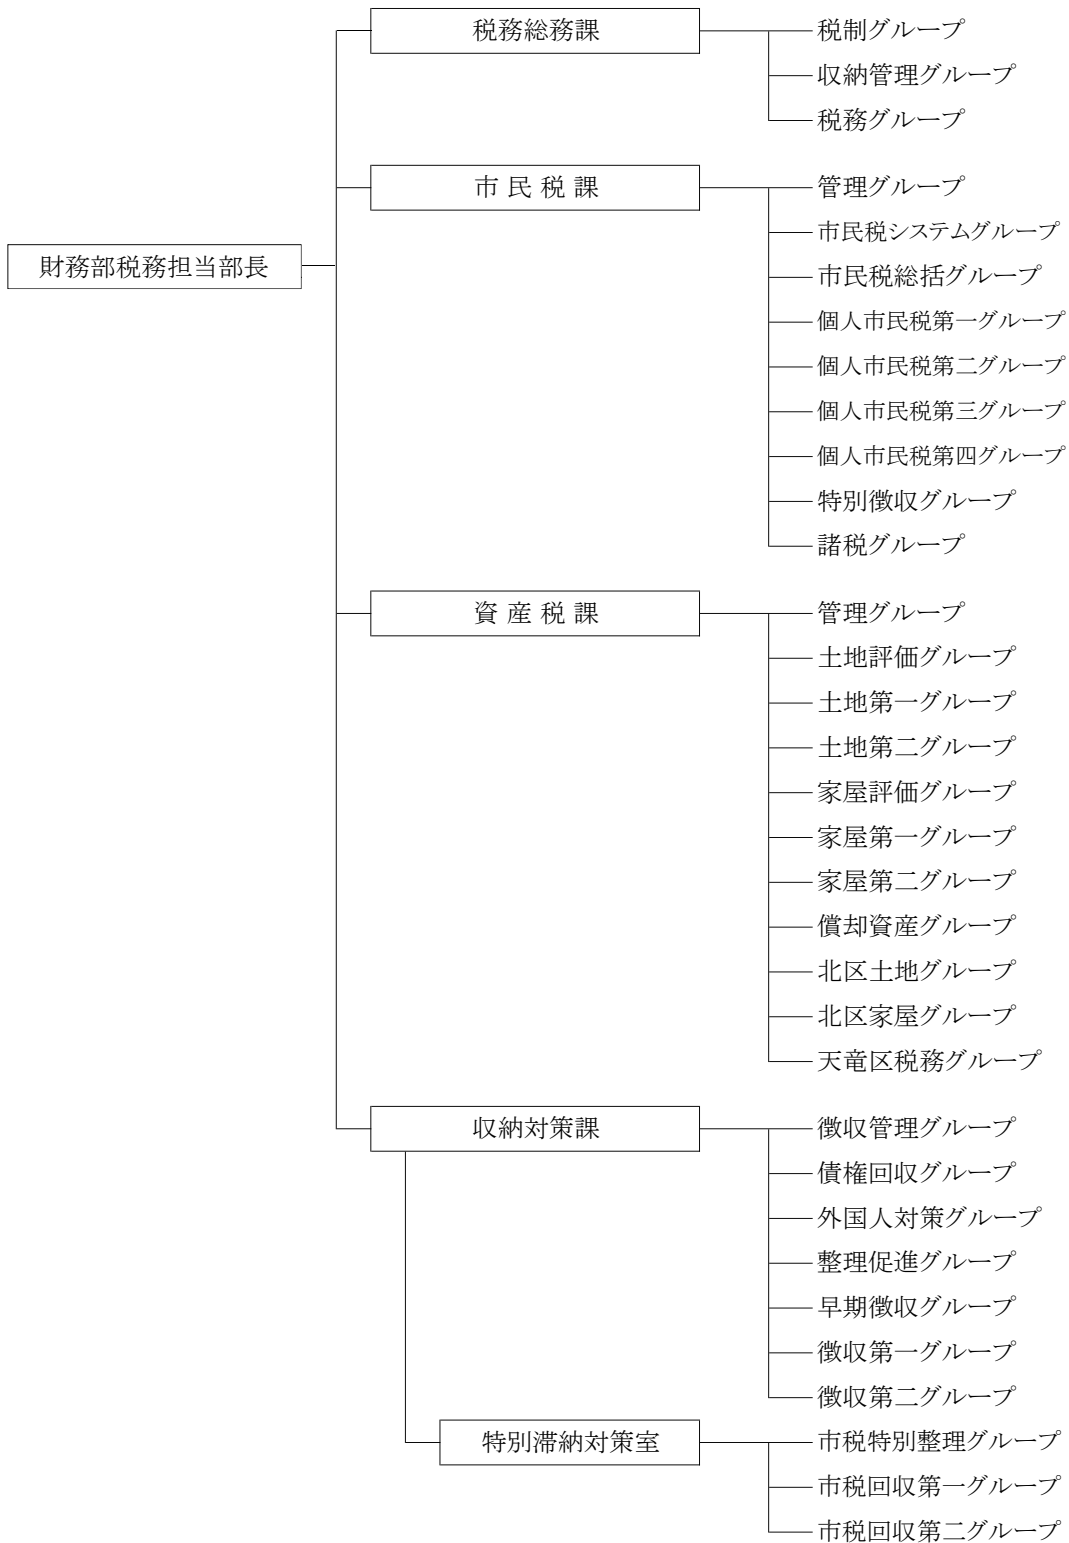 財務部税務担当部長
税務総務課
税制グループ
収納管理グループ
税務グループ
市民税課
管理グループ
市民税システムグループ
市民税総括グループ
個人市民税第一グループ
個人市民税第二グループ
個人市民税第三グループ
個人市民税第四グループ
特別徴収グループ
諸税グループ
資産税課
管理グループ
土地評価グループ
土地第一グループ
土地第二グループ
家屋評価グループ
家屋第一グループ
家屋第二グループ
償却資産グループ
北区土地グループ
北区家屋グループ
天竜区税務グループ
収納対策課
徴収管理グループ
債権回収グループ
外国人対策グループ
整理促進グループ
早期徴収グループ
徴収第一グループ
徴収第二グループ
特別滞納対策室
市税特別整理グループ
市税回収第一グループ
市税回収第二グループ